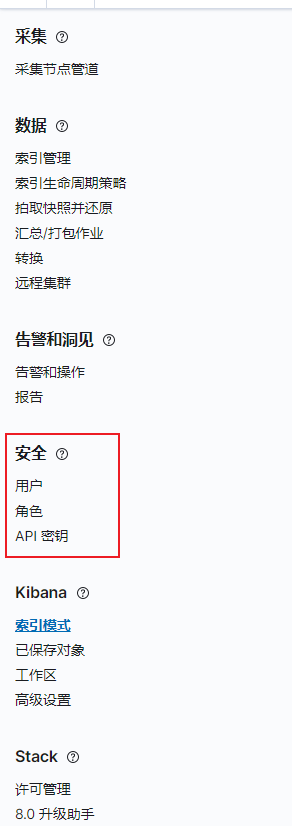 采集
采集节点管道
数据
索引管理
索引生命周期策略
拍取快照并还原
汇总/打包作业
转换
远程集群
告警和洞见
告警和操作
报告
安全
用户
角色
API 密钥
Kibana
索引模式
已保存对象
工作区
高级设置
Stack
许可管理
8.0 升级助手